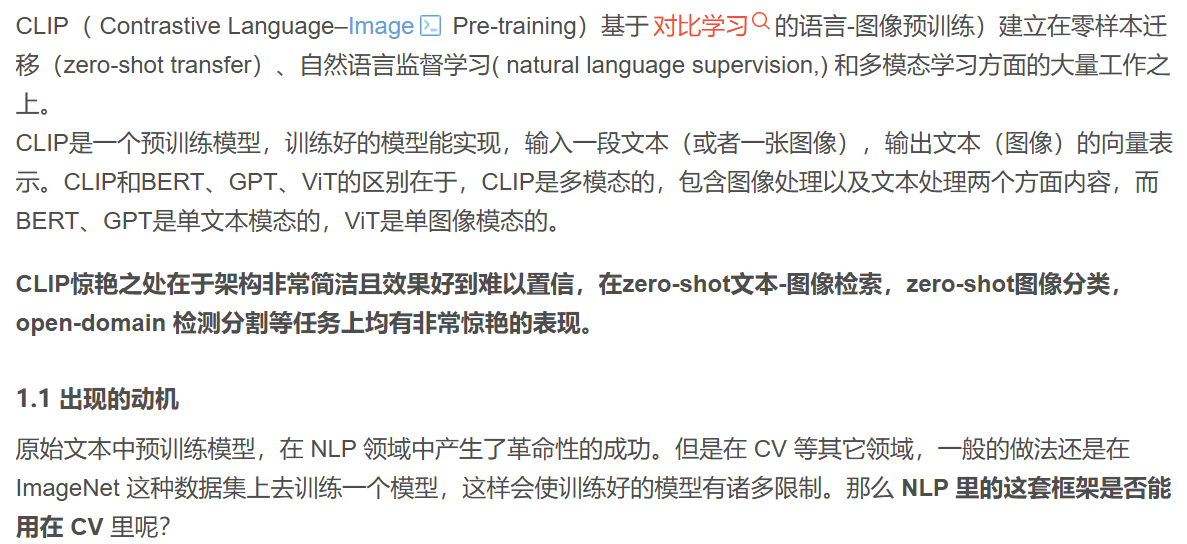 CLIP（ Contrastive Language–Image Pre-training）基于 对比学习 的语言-图像预训练）建立在零样本迁
移（zero-shot transfer）、自然语言监督学习( natural language supervision,) 和多模态学习方面的大量工作之
上。
CLIP是一个预训练模型，训练好的模型能实现，输入一段文本（或者一张图像），输出文本（图像）的向量表
示。CLIP和BERT、GPT、ViT的区别在于，CLIP是多模态的，包含图像处理以及文本处理两个方面内容，而
BERT、GPT是单文本模态的，ViT是单图像模态的。
CLIP惊艳之处在于架构非常简洁且效果好到难以置信，在zero-shot文本-图像检索，zero-shot图像分类，
open-domain 检测分割等任务上均有非常惊艳的表现。
1.1 出现的动机
原始文本中预训练模型，在 NLP 领域中产生了革命性的成功。但是在 CV 等其它领域，一般的做法还是在
ImageNet 这种数据集上去训练一个模型，这样会使训练好的模型有诸多限制。那么 NLP 里的这套框架是否能
用在 CV 里呢？